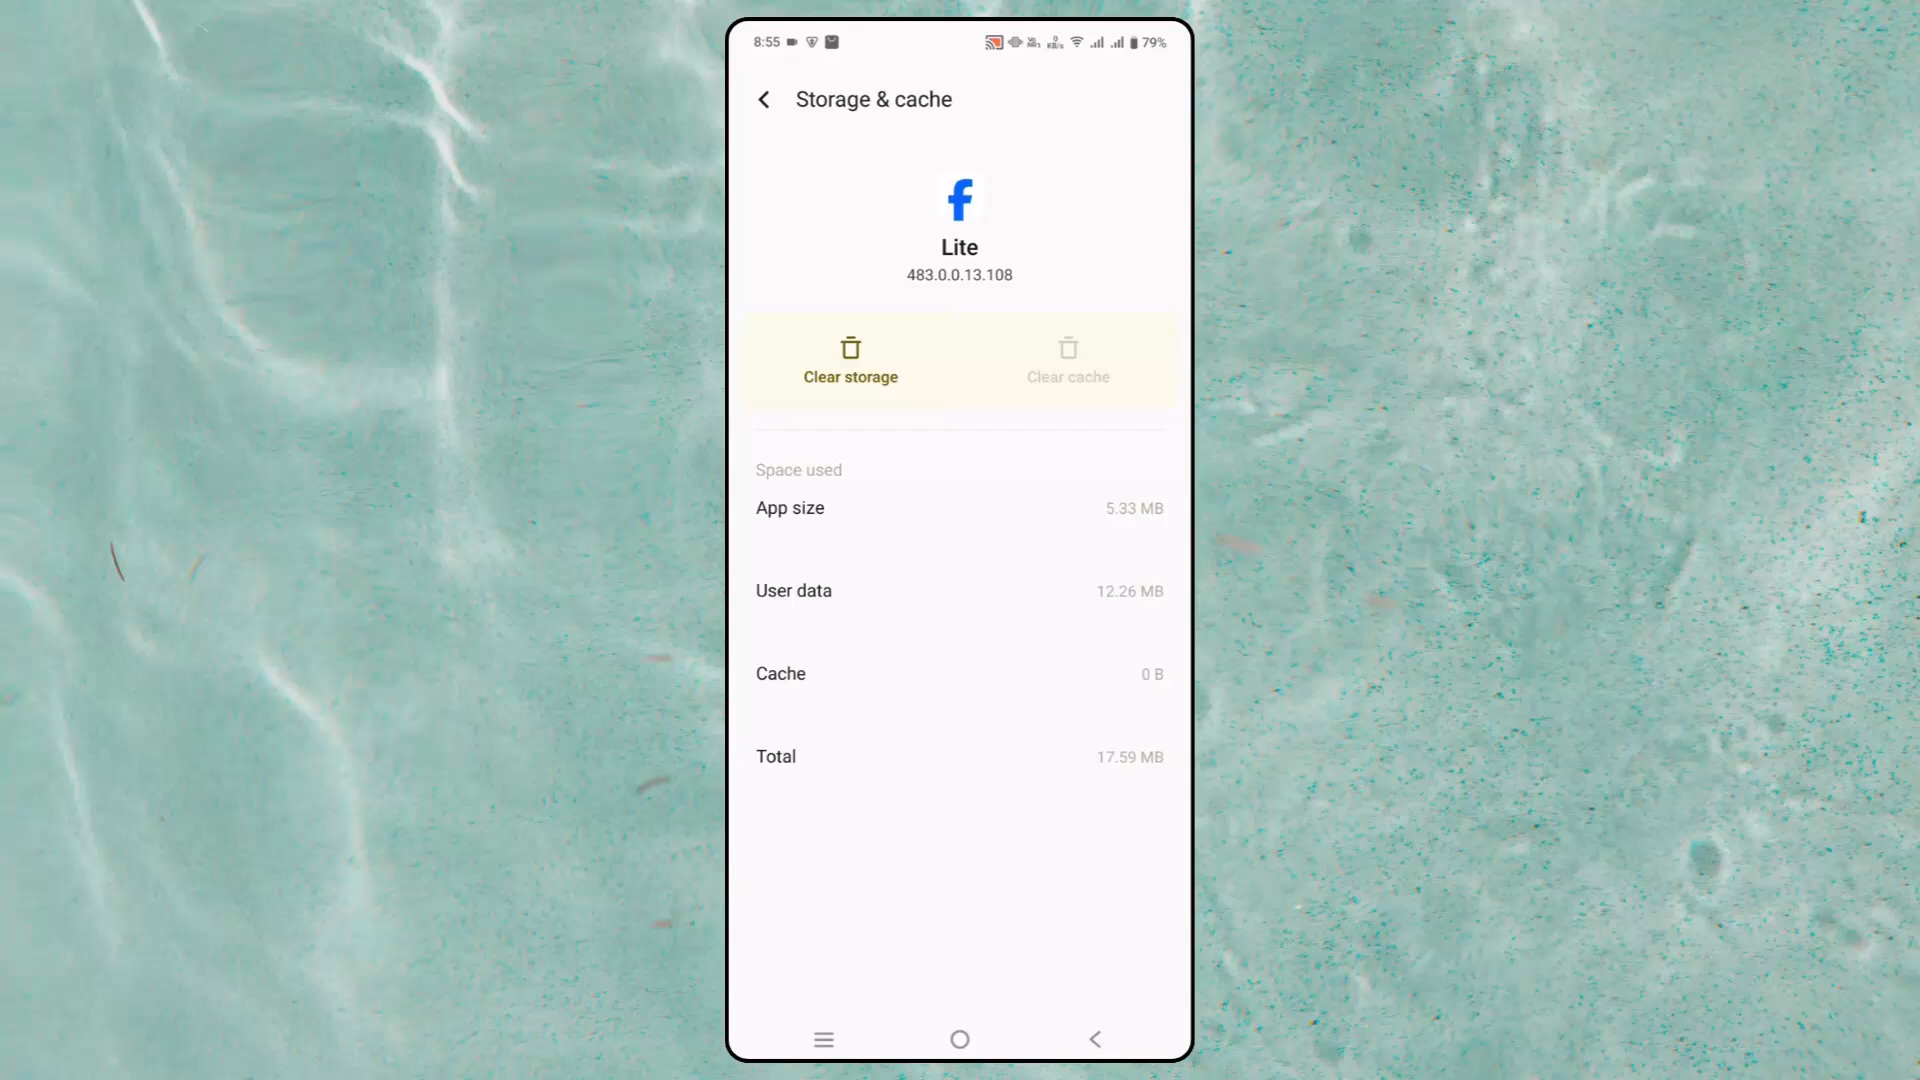 8:55
KB/s
79%
Storage & cache
Lite
483.0.0.13.108
Clear storage
Clear cache
Space used
App size
5.33 MB
User data
12.26 MB
Cache
0 B
Total
17.59 MB